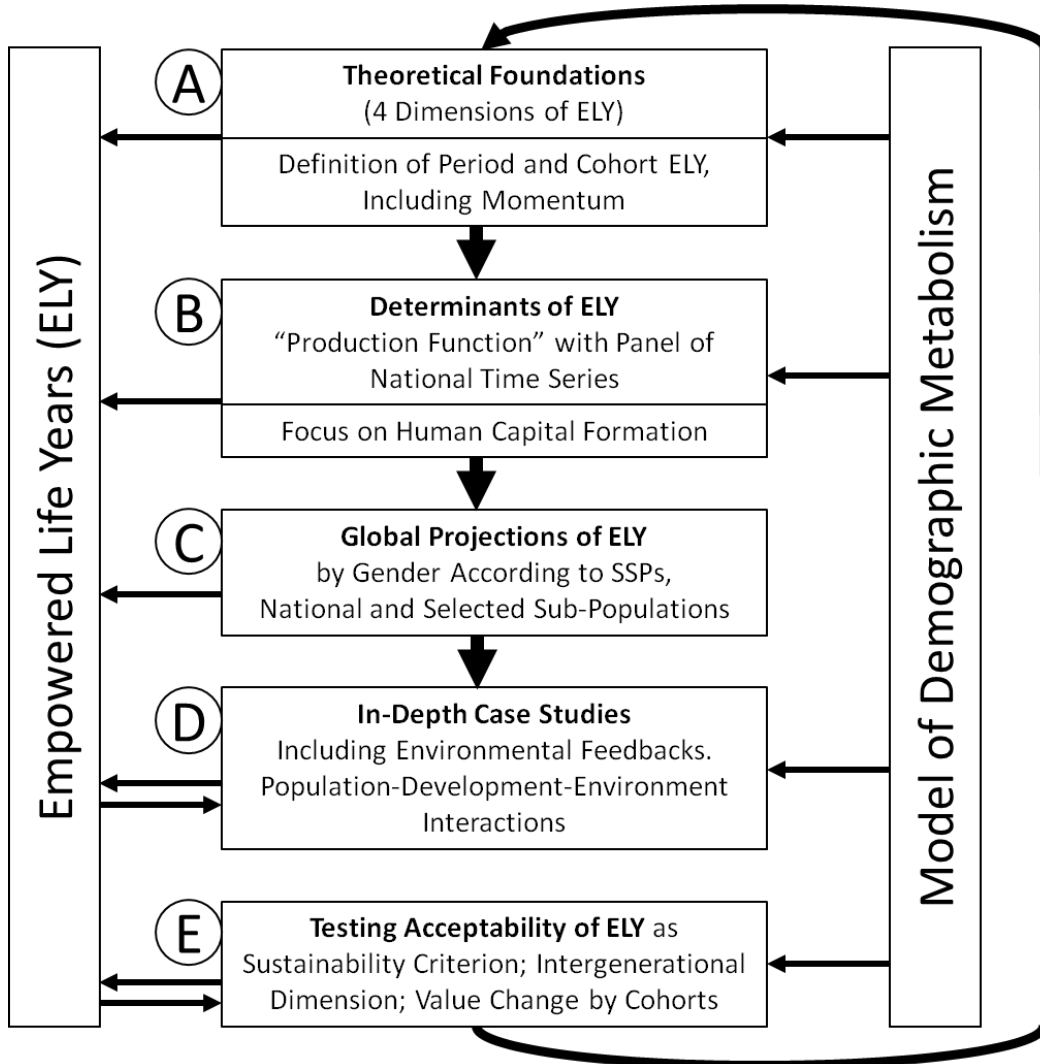 Empowered Life Years (ELY)
A
Theoretical Foundations
(4 Dimensions of ELY)
Definition of Period and Cohort ELY,
Including Momentum
B
Determinants of ELY
“Production Function” with Panel of
National Time Series
Focus on Human Capital Formation
C
Global Projections of ELY
by Gender According to SSPs,
National and Selected Sub-Populations
D
In-Depth Case Studies
Including Environmental Feedbacks.
Population-Development-Environment
Interactions
E
Testing Acceptability of ELY as
Sustainability Criterion; Intergenerational
Dimension; Value Change by Cohorts
Model of Demographic Metabolism